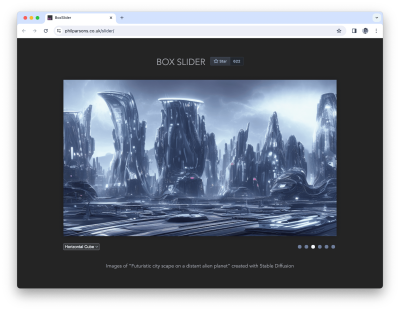 BoxSlider
philparsons.co.uk/slider/
BOX SLIDER
Star
Horizontal Cube
Images of "Futuristic city scape on a distant alien planet" created with Stable Diffusion